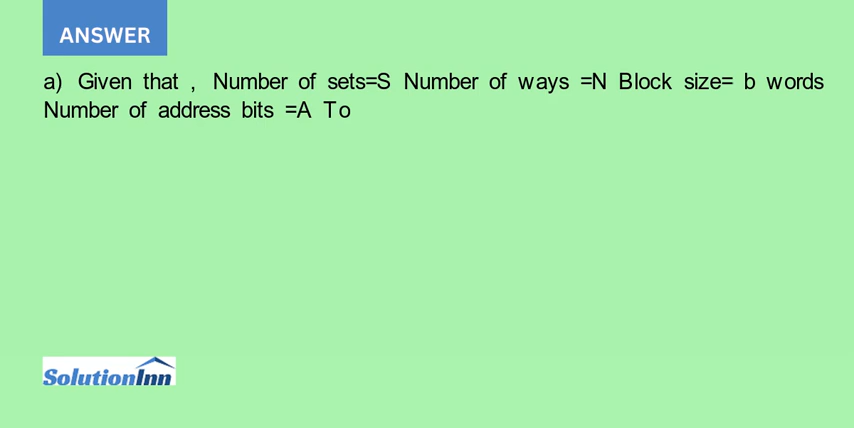 ANSWER
a) Given that , Number of sets=S Number of ways =N Block size= b words
Number of address bits =A To
SolutionInn